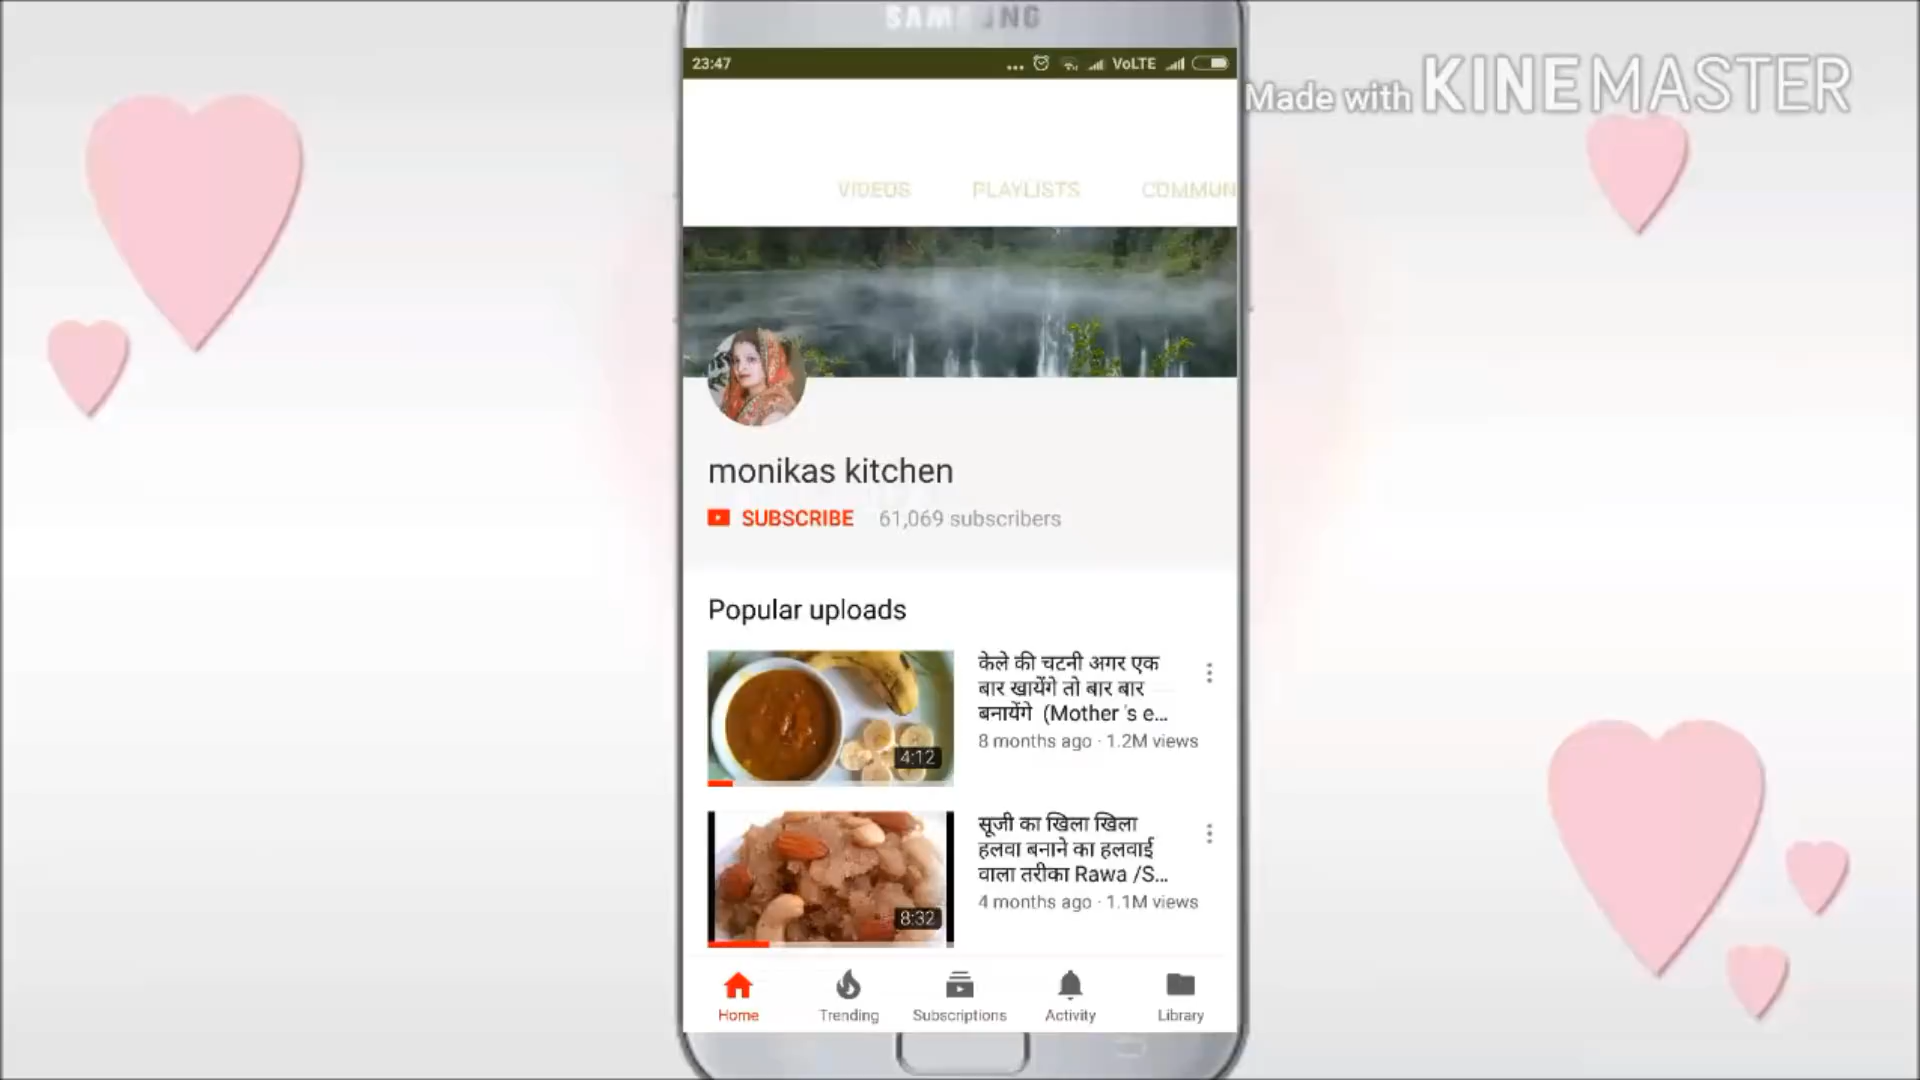 SAMSUNG
23:47
VoLTE
Made with KINEMASTER
VIDEOS PLAYLISTS COMMUN
monikas kitchen
SUBSCRIBE 61,069 subscribers
Popular uploads
केले की चटनी अगर एक
बार खायेंगे तो बार बार
बनायेंगे (Mother 's e...
8 months ago · 1.2M views
4:12
सूजी का खिला खिला
हलवा बनाने का हलवाई
वाला तरीका Rawa /S...
4 months ago · 1.1M views
8:32
Home Trending Subscriptions Activity Library